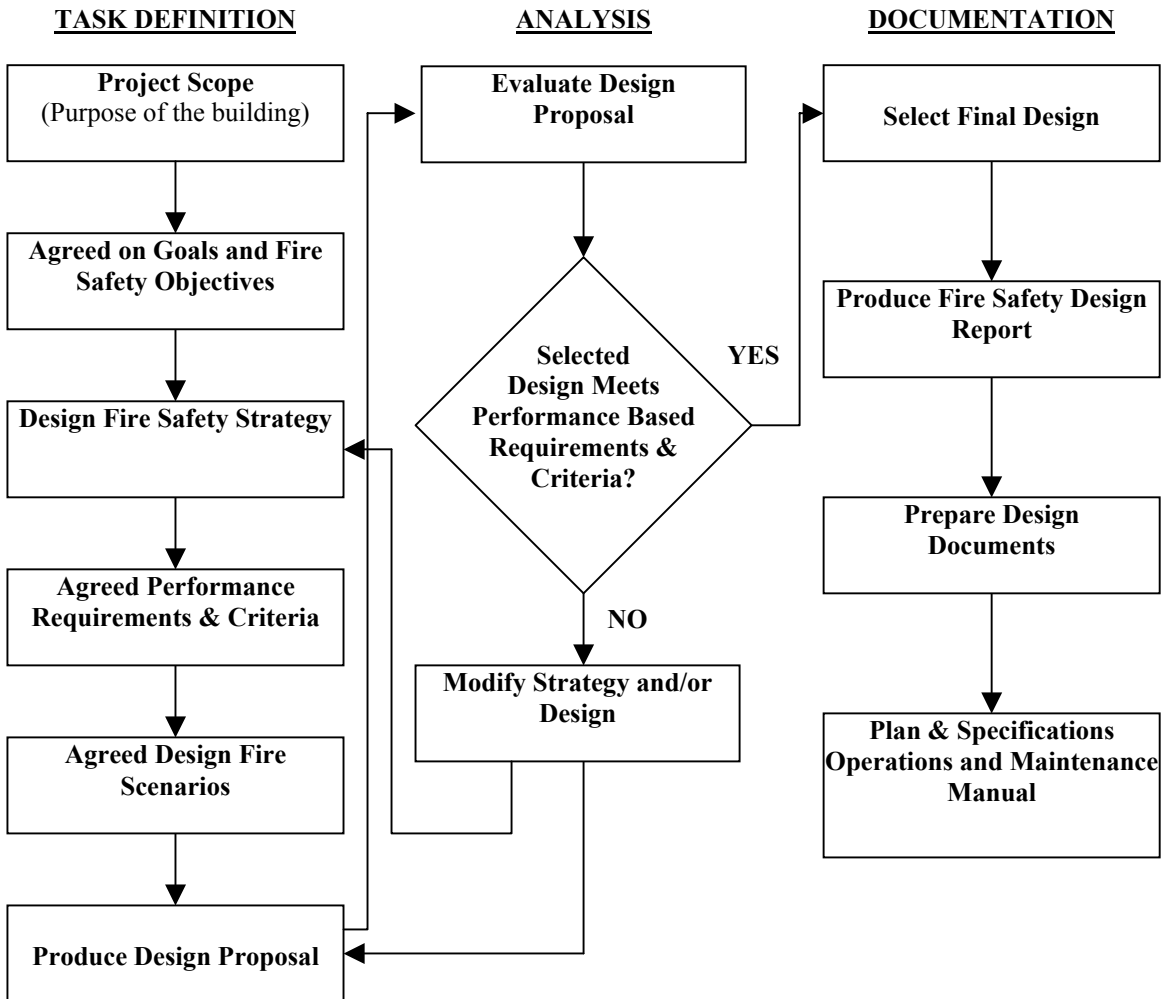 TASK DEFINITION
Project Scope
(Purpose of the building)
Agreed on Goals and Fire
Safety Objectives
Design Fire Safety Strategy
Agreed Performance
Requirements & Criteria
Agreed Design Fire
Scenarios
Produce Design Proposal
ANALYSIS
Evaluate Design
Proposal
Selected
Design Meets
Performance Based
Requirements &
Criteria?
YES
NO
Modify Strategy and/or
Design
DOCUMENTATION
Select Final Design
Produce Fire Safety Design
Report
Prepare Design
Documents
Plan & Specifications
Operations and Maintenance
Manual